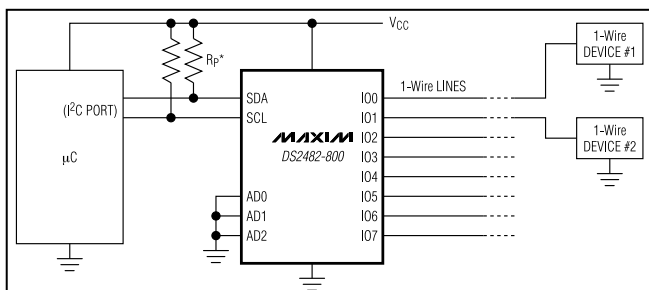 VCC
RP*
(I2C PORT)
μC
SDA
SCL
AD0
AD1
AD2
MAXIM
DS2482-800
IO0
IO1
IO2
IO3
IO4
IO5
IO6
IO7
1-Wire LINES
1-Wire
DEVICE #1
1-Wire
DEVICE #2